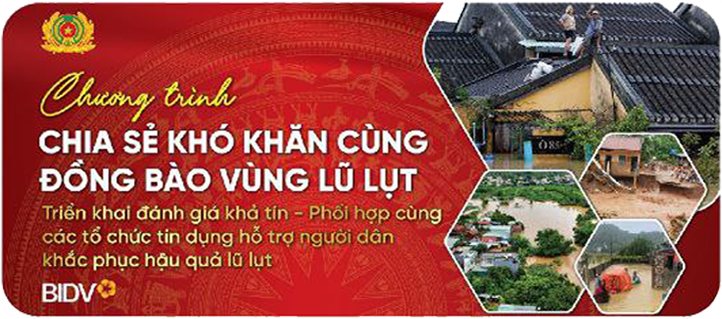 Chương trình
CHIA SẺ KHÓ KHĂN CÙNG
ĐỒNG BÀO VÙNG LŨ LỤT
Triển khai đánh giá khả tín - Phối hợp cùng
các tổ chức tín dụng hỗ trợ người dân
khắc phục hậu quả lũ lụt
BIDV